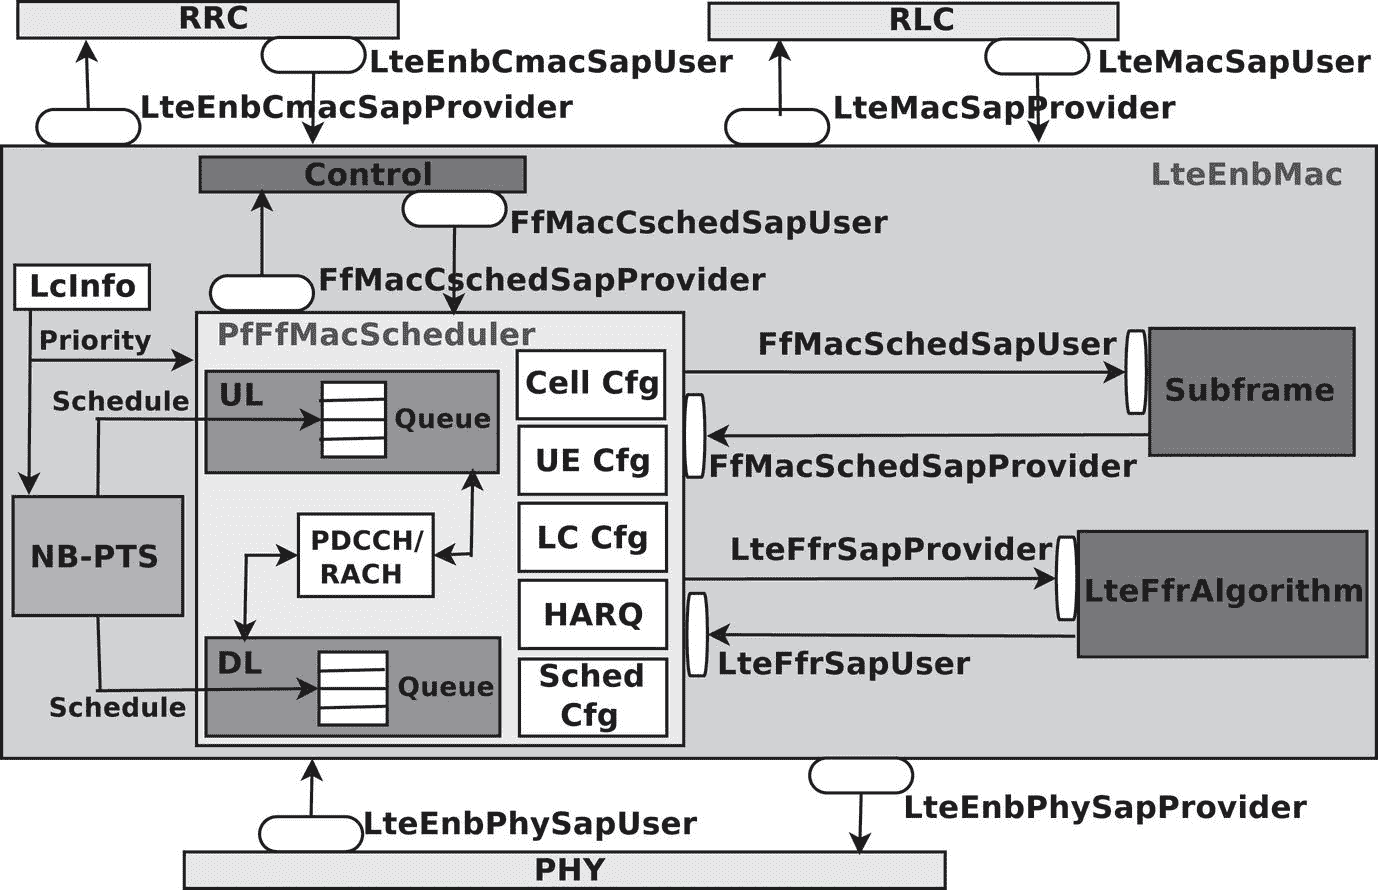 RRC
RLC
LteEnbCmacSapUser
LteMacSapUser
LteEnbCmacSapProvider
LteMacSapProvider
Control
LteEnbMac
FfMacCschedSapUser
LcInfo
FfMacCschedSapProvider
Priority
PfFfMacScheduler
FfMacSchedSapUser
Schedule
UL
Queue
Cell Cfg
Subframe
UE Cfg
FfMacSchedSapProvider
NB-PTS
PDCCH/
RACH
LC Cfg
LteFfrSapProvider
LteFfrAlgorithm
HARQ
DL
Queue
LteFfrSapUser
Schedule
Sched
Cfg
LteEnbPhySapUser
LteEnbPhySapProvider
PHY